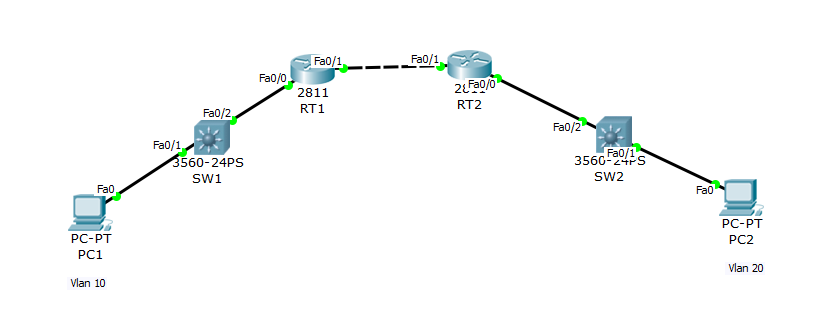 Fa0/1
Fa0/1
Fa0/0
2811
RT1
Fa0/0
2811
RT2
Fa0/2
Fa0/1
3560-24PS
SW1
Fa0/2
Fa0/1
3560-24PS
SW2
Fa0
PC-PT
PC1
Vlan 10
Fa0
PC-PT
PC2
Vlan 20